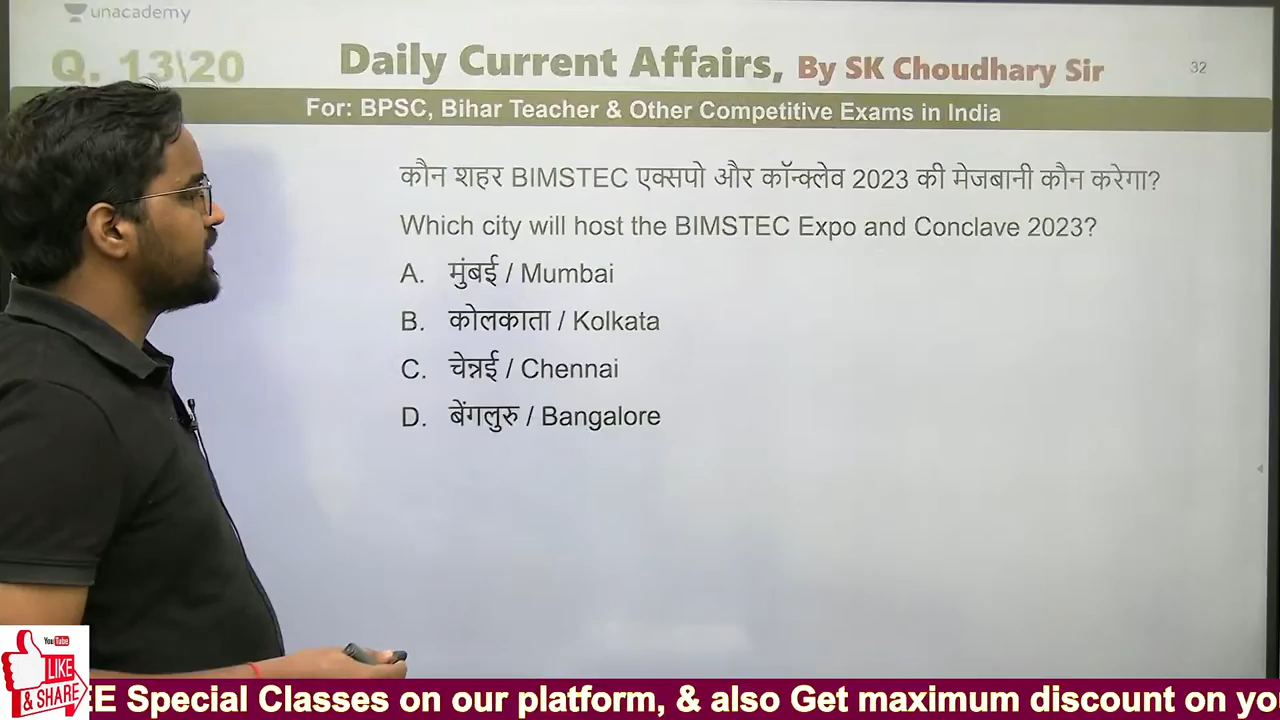 unacademy
Q. 13\20
Daily Current Affairs, By SK Choudhary Sir
32
For: BPSC, Bihar Teacher & Other Competitive Exams in India
कौन शहर BIMSTEC एक्सपो और कॉन्क्लेव 2023 की मेजबानी कौन करेगा?
Which city will host the BIMSTEC Expo and Conclave 2023?
A. मुंबई / Mumbai
B. कोलकाता / Kolkata
C. चेन्नई / Chennai
D. बेंगलुरु / Bangalore
YouTube
LIKE
& SHARE
EE Special Classes on our platform, & also Get maximum discount on yo